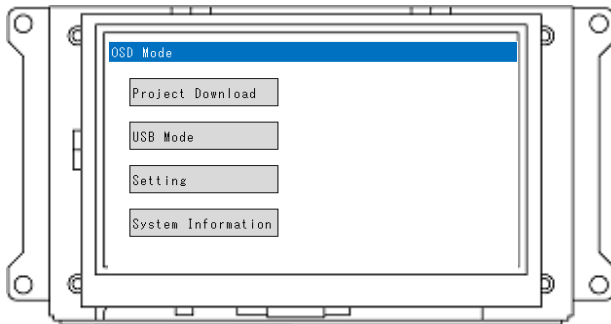 OSD Mode
Project Download
USB Mode
Setting
System Information